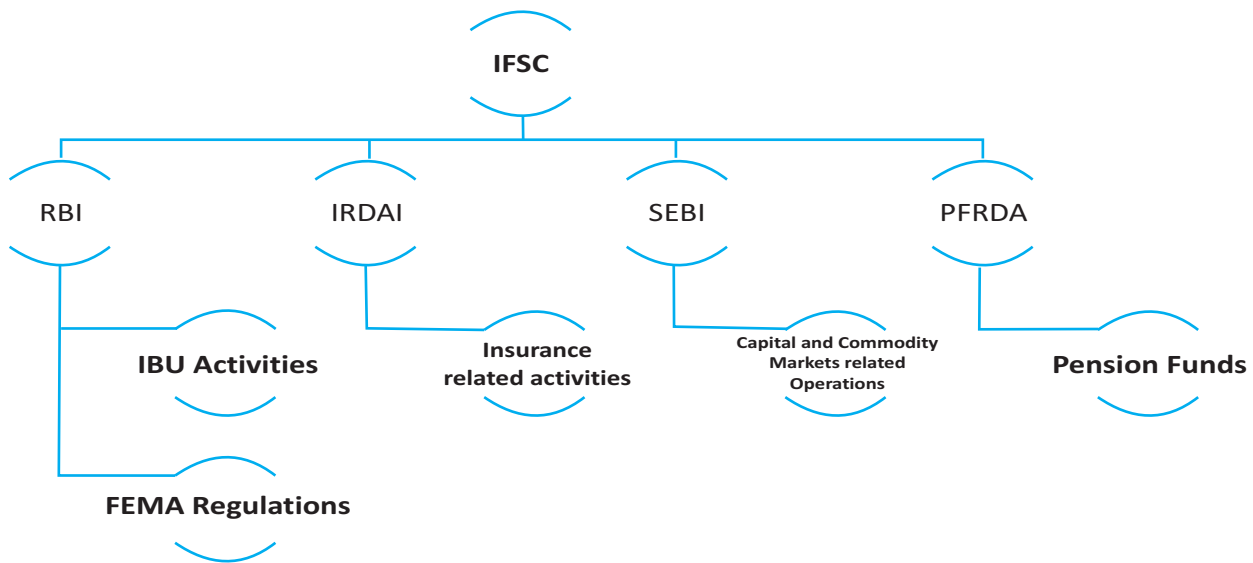 IFSC
RBI
IRDAI
SEBI
PFRDA
IBU Activities
Insurance
related activities
Capital and Commodity
Markets related
Operations
Pension Funds
FEMA Regulations